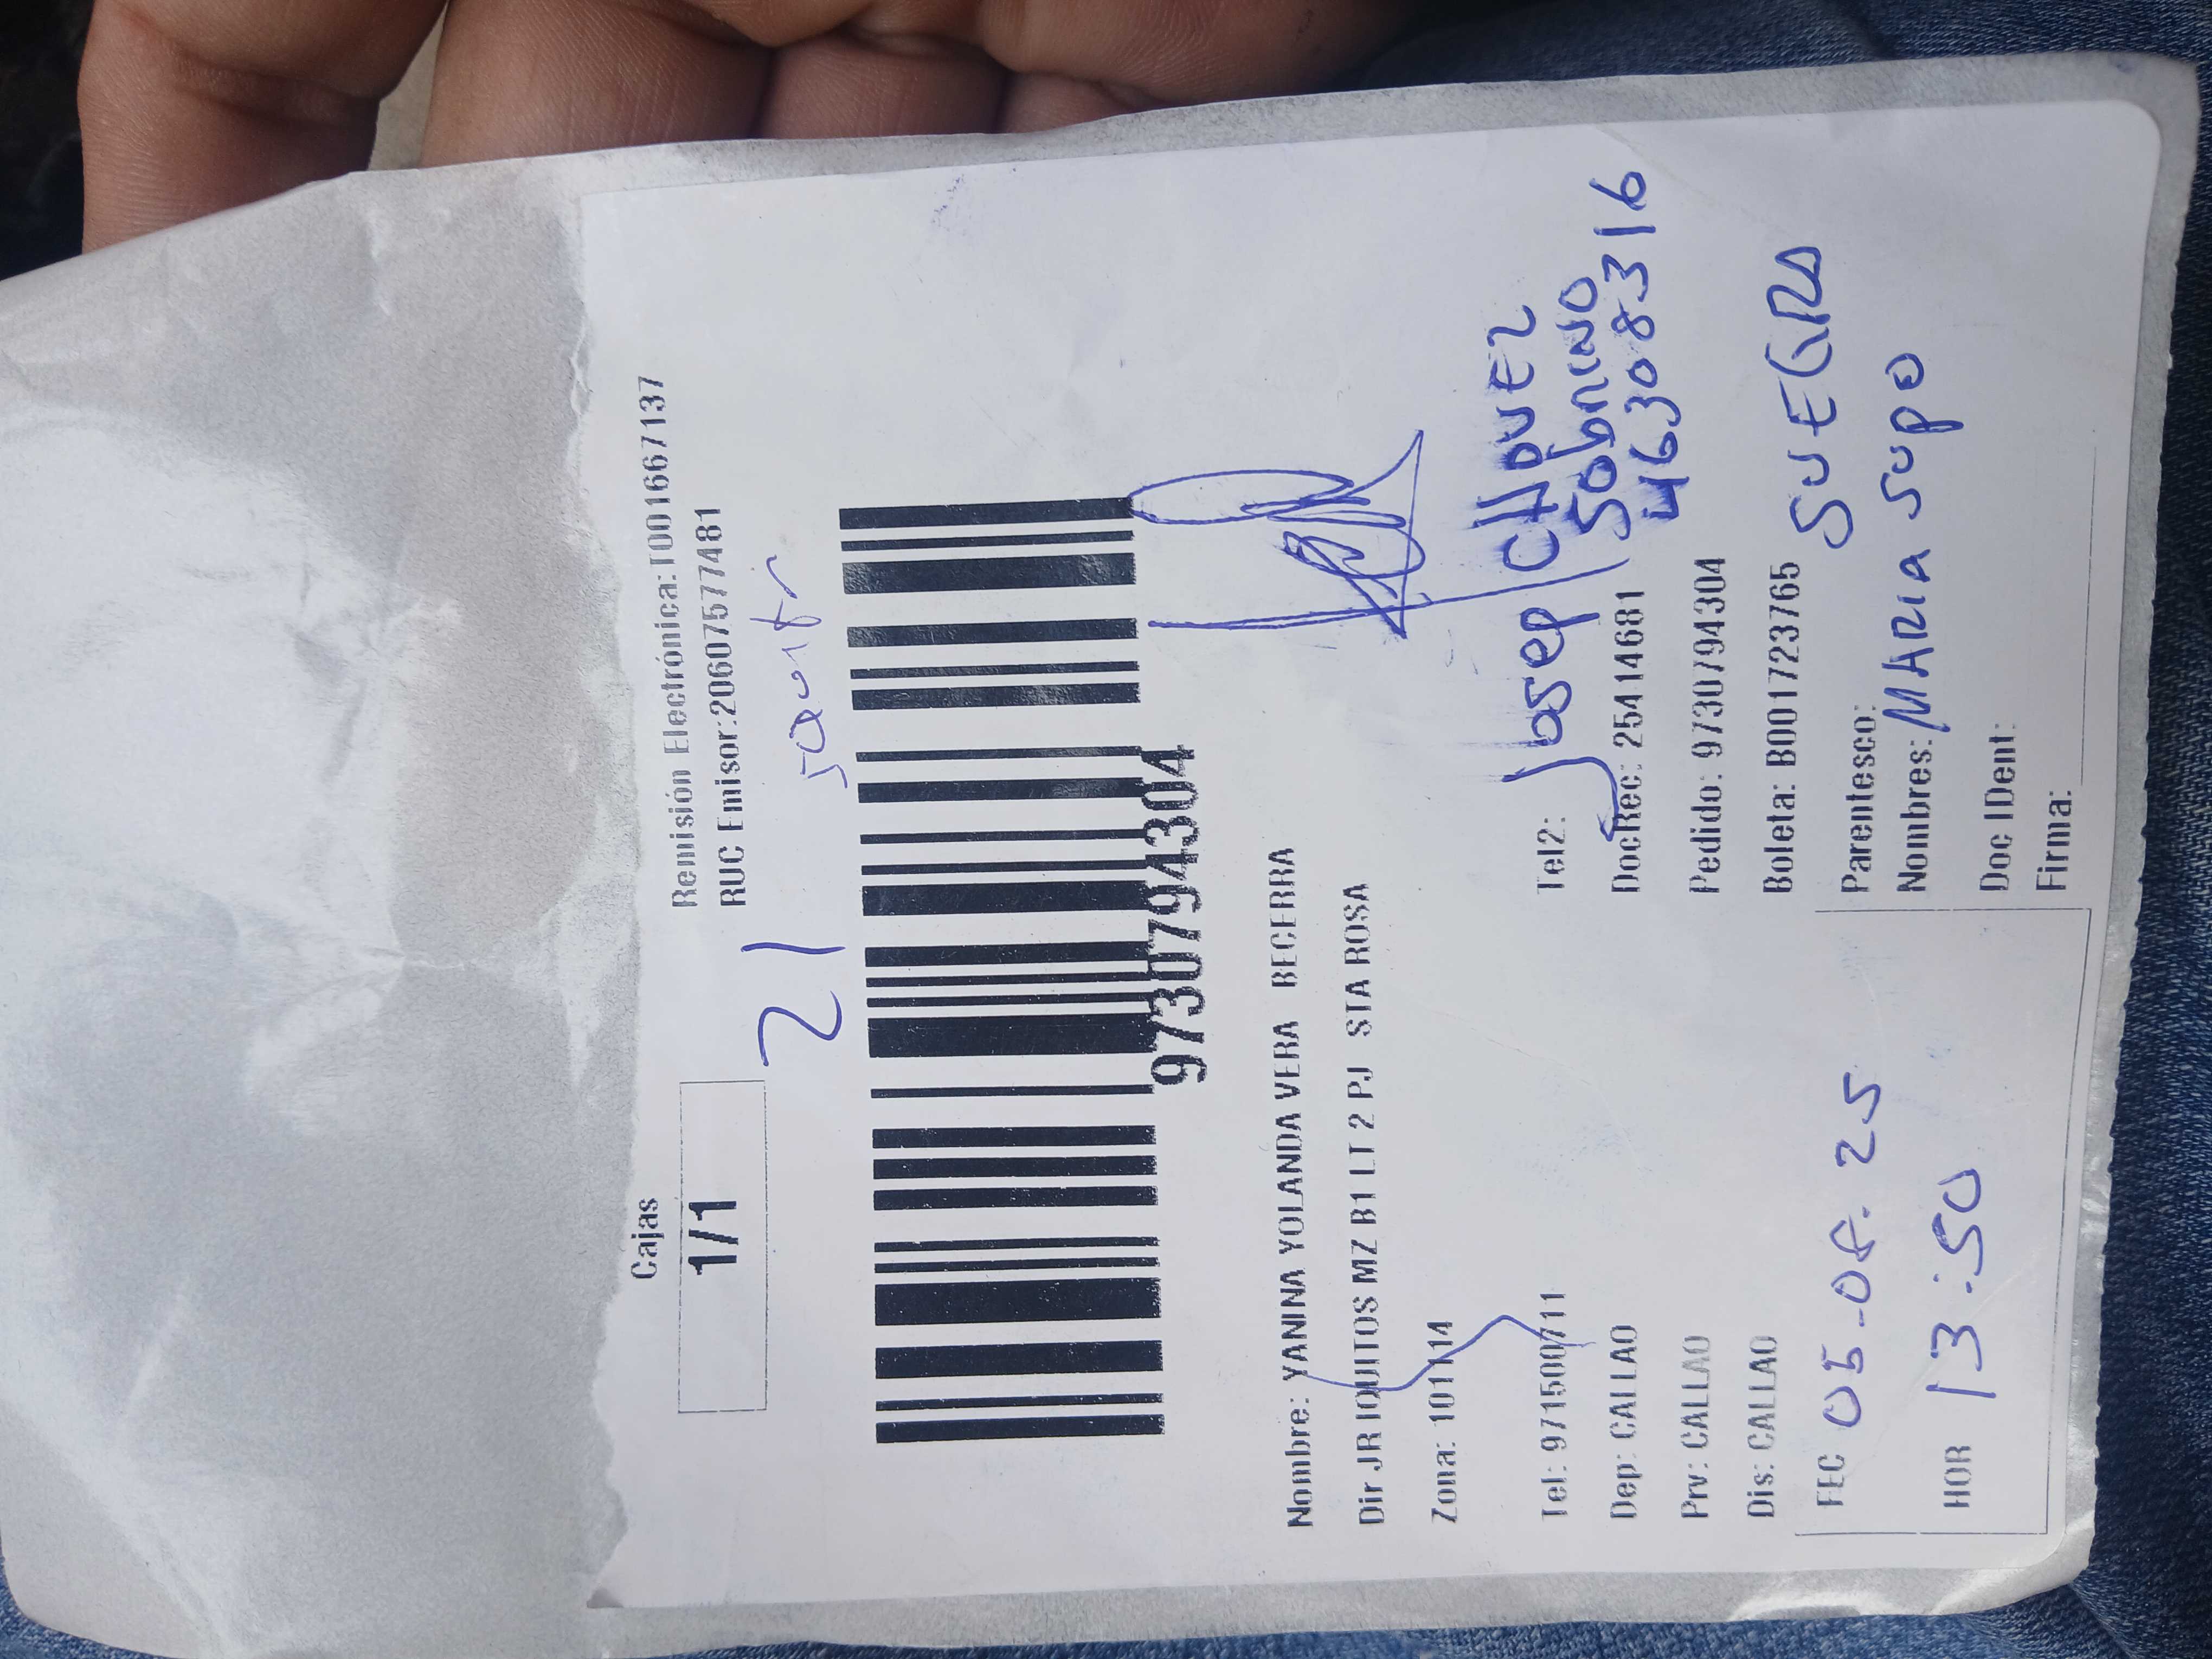 Cajas
1/1
Remisión Electrónica: T001667137
RUC Emisor:20607577481
21
9730794304
Nombre: YANINA YOLANDA VERA BECERRA
Dir JR IQUITOS MZ B1 LT 2 PJ STA ROSA
Zona: 101114
Tel: 971500711
Tel2:
Josep CHAVEZ
Sobrino
46308316
Dep: CALLAO
DocRec: 25414681
Prv: CALLAO
Pedido: 9730794304
Dis: CALLAO
Boleta: B001723765
FEC 05-08-25
Parentesco: SUEGRA
HOR 13:50
Nombres: MARIA Supo
Doc IDent:
Firma: